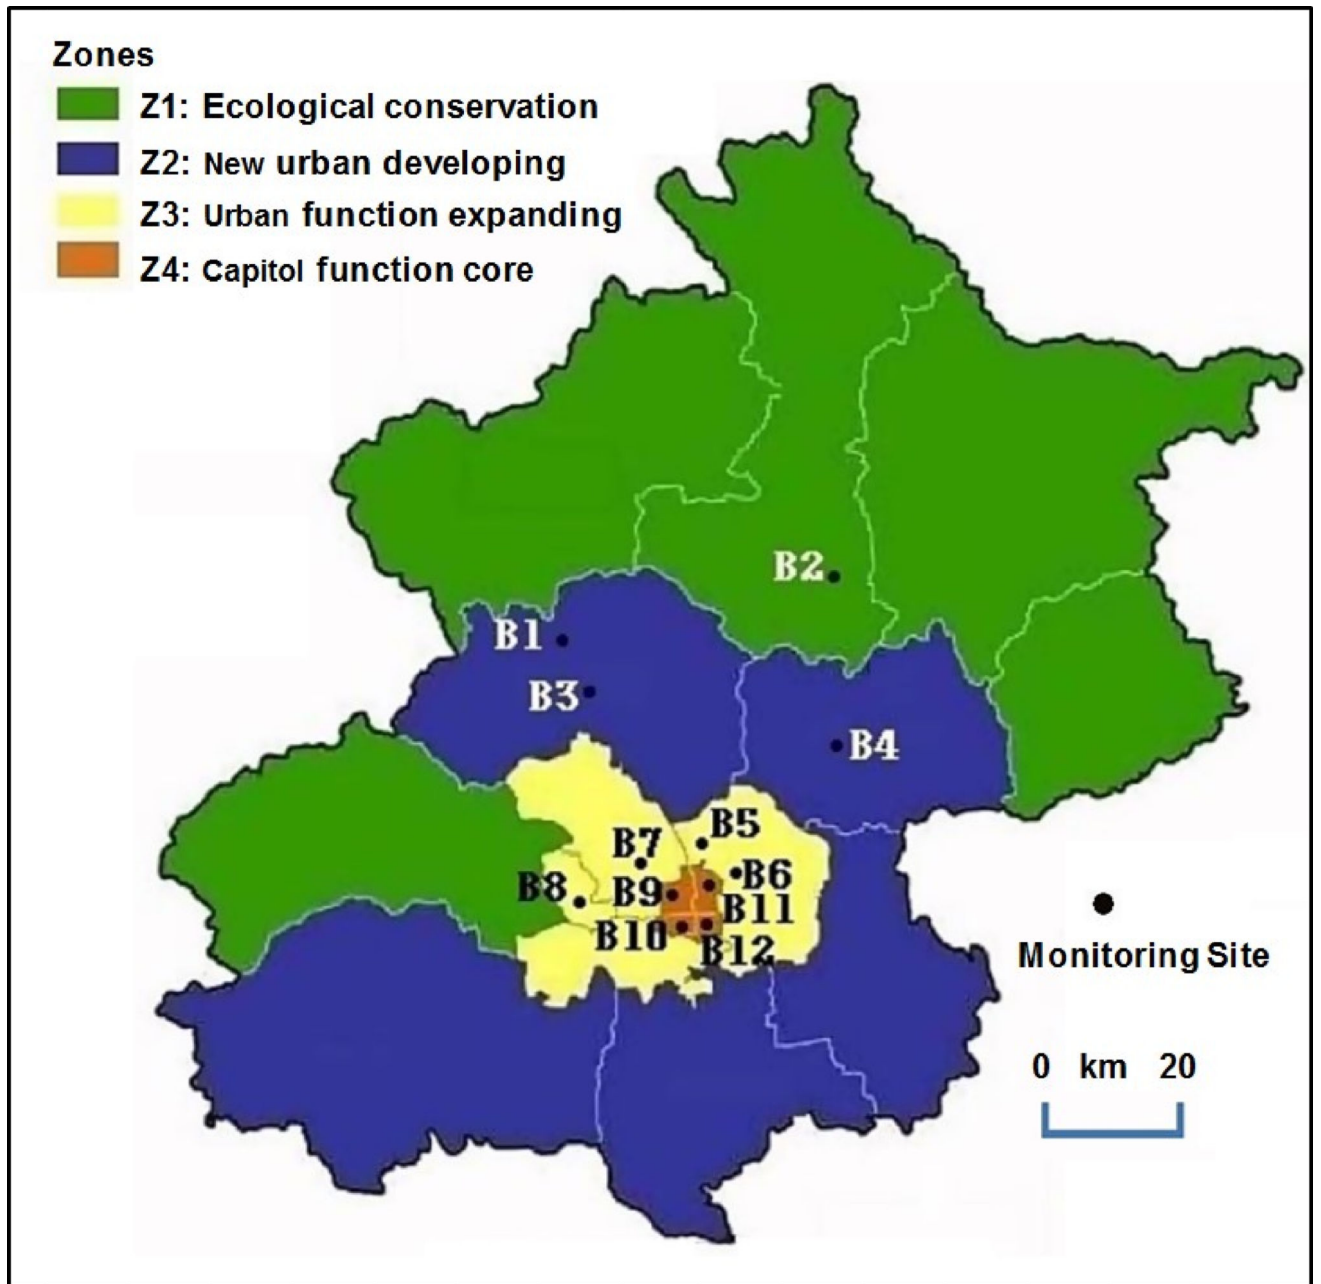 Zones
Z1: Ecological conservation
Z2: New urban developing
Z3: Urban function expanding
Z4: Capitol function core
B2
B1
B3
B4
B5
B7
B6
B8
B9
B11
B10
B12
Monitoring Site
0 km 20